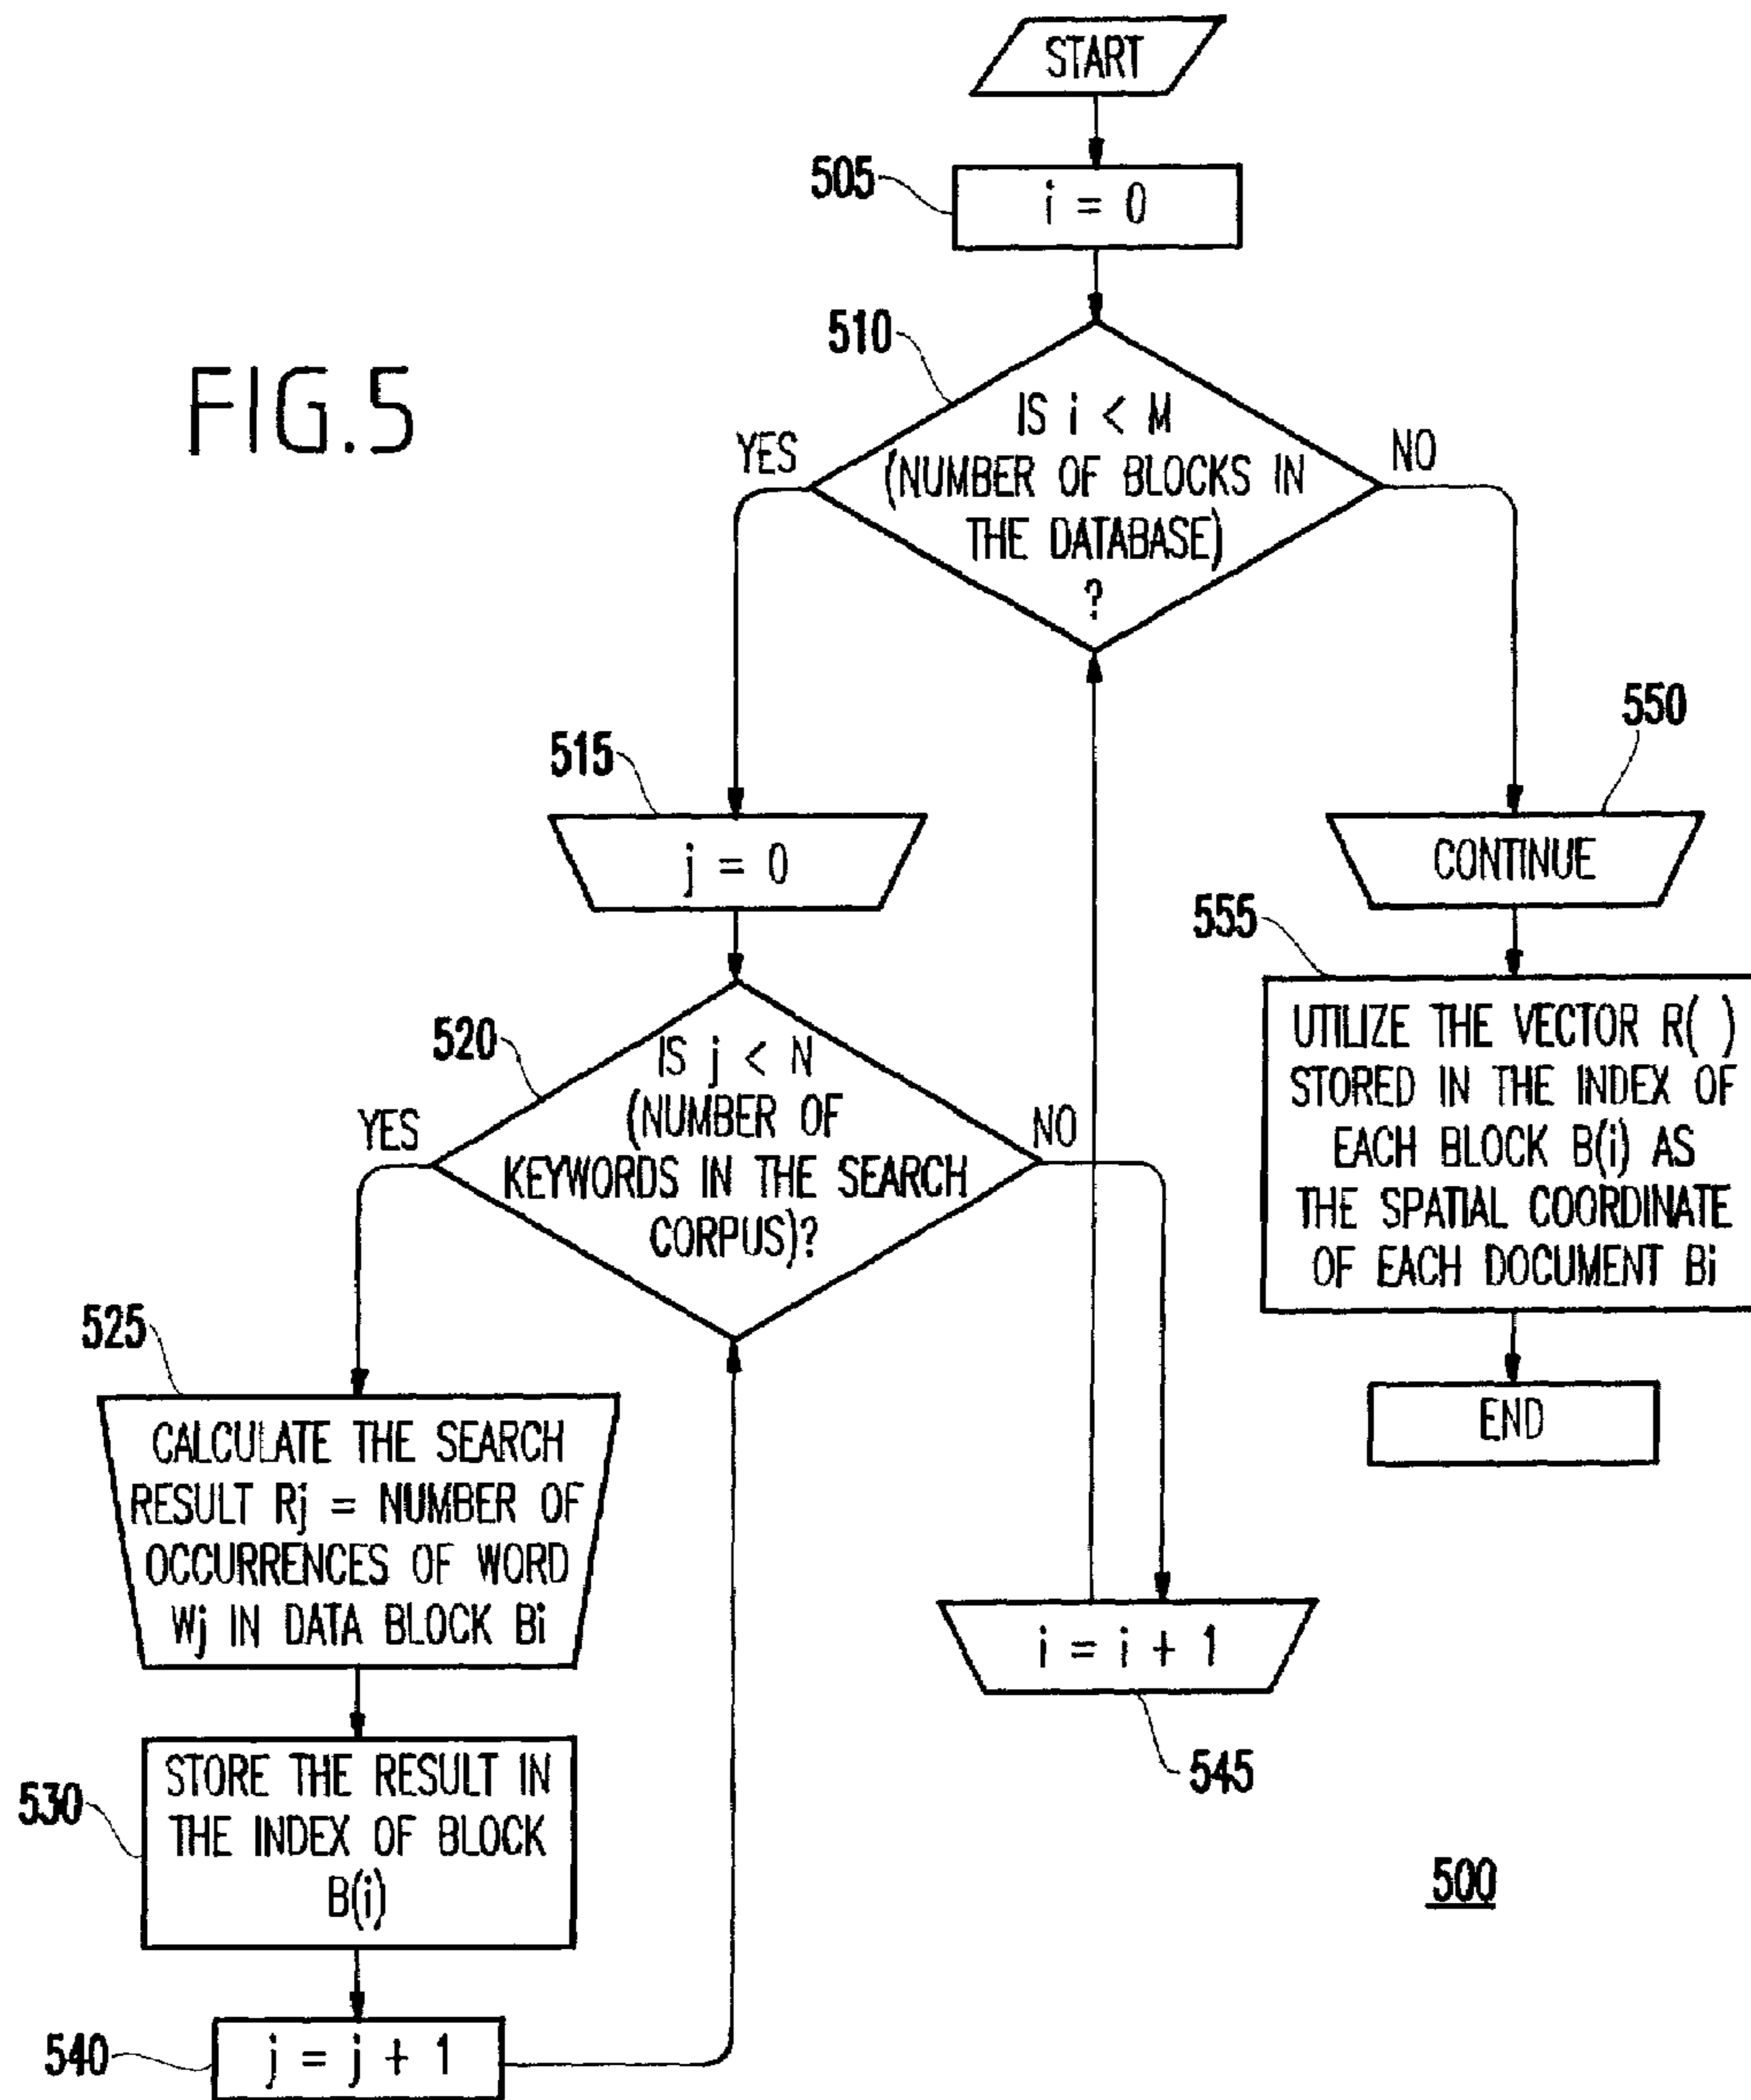 START
505
i = 0
510
FIG.5
IS i < M
(NUMBER OF BLOCKS IN
THE DATABASE)
?
YES
NO
515
j = 0
550
CONTINUE
520
IS j < N
(NUMBER OF
KEYWORDS IN THE SEARCH
CORPUS)?
YES
NO
555
UTILIZE THE VECTOR R( )
STORED IN THE INDEX OF
EACH BLOCK B(i) AS
THE SPATIAL COORDINATE
OF EACH DOCUMENT Bi
END
525
CALCULATE THE SEARCH
RESULT Rj = NUMBER OF
OCCURRENCES OF WORD
Wj IN DATA BLOCK Bi
i = i + 1
545
530
STORE THE RESULT IN
THE INDEX OF BLOCK
B(i)
540
j = j + 1
500